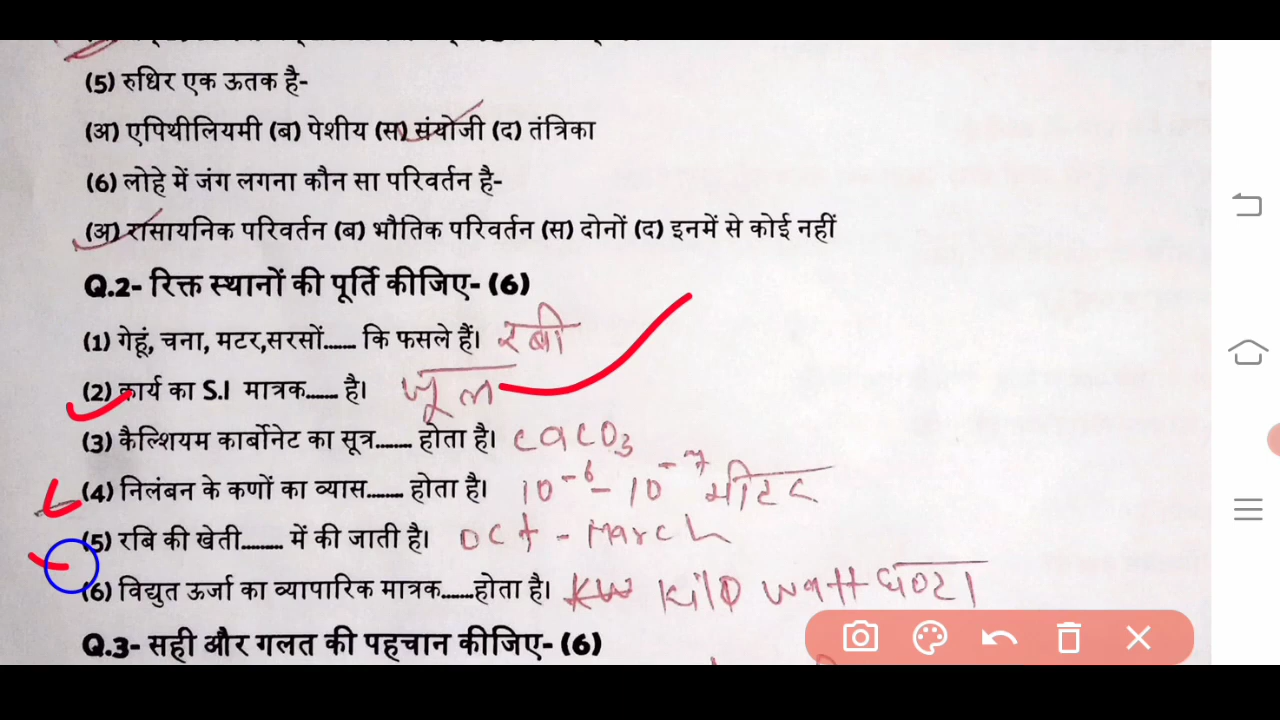 (5) रुधिर एक ऊतक है-
(अ) एपिथीलियमी (ब) पेशीय (स) संयोजी (द) तंत्रिका
(6) लोहे में जंग लगना कौन सा परिवर्तन है-
(अ) रासायनिक परिवर्तन (ब) भौतिक परिवर्तन (स) दोनों (द) इनमें से कोई नहीं
Q.2- रिक्त स्थानों की पूर्ति कीजिए- (6)
(1) गेहूं, चना, मटर,सरसों...... कि फसले हैं। रबी
(2) कार्य का S.I मात्रक...... है। जूल
(3) कैल्शियम कार्बोनेट का सूत्र....... होता है। CaCO3
(4) निलंबन के कणों का व्यास....... होता है। 10⁻⁶ - 10⁻⁷ मीटर
(5) रबि की खेती........ में की जाती है। Oct - March
(6) विद्युत ऊर्जा का व्यापारिक मात्रक......होता है। KW Kilo watt घण्टा
Q.3- सही और गलत की पहचान कीजिए- (6)